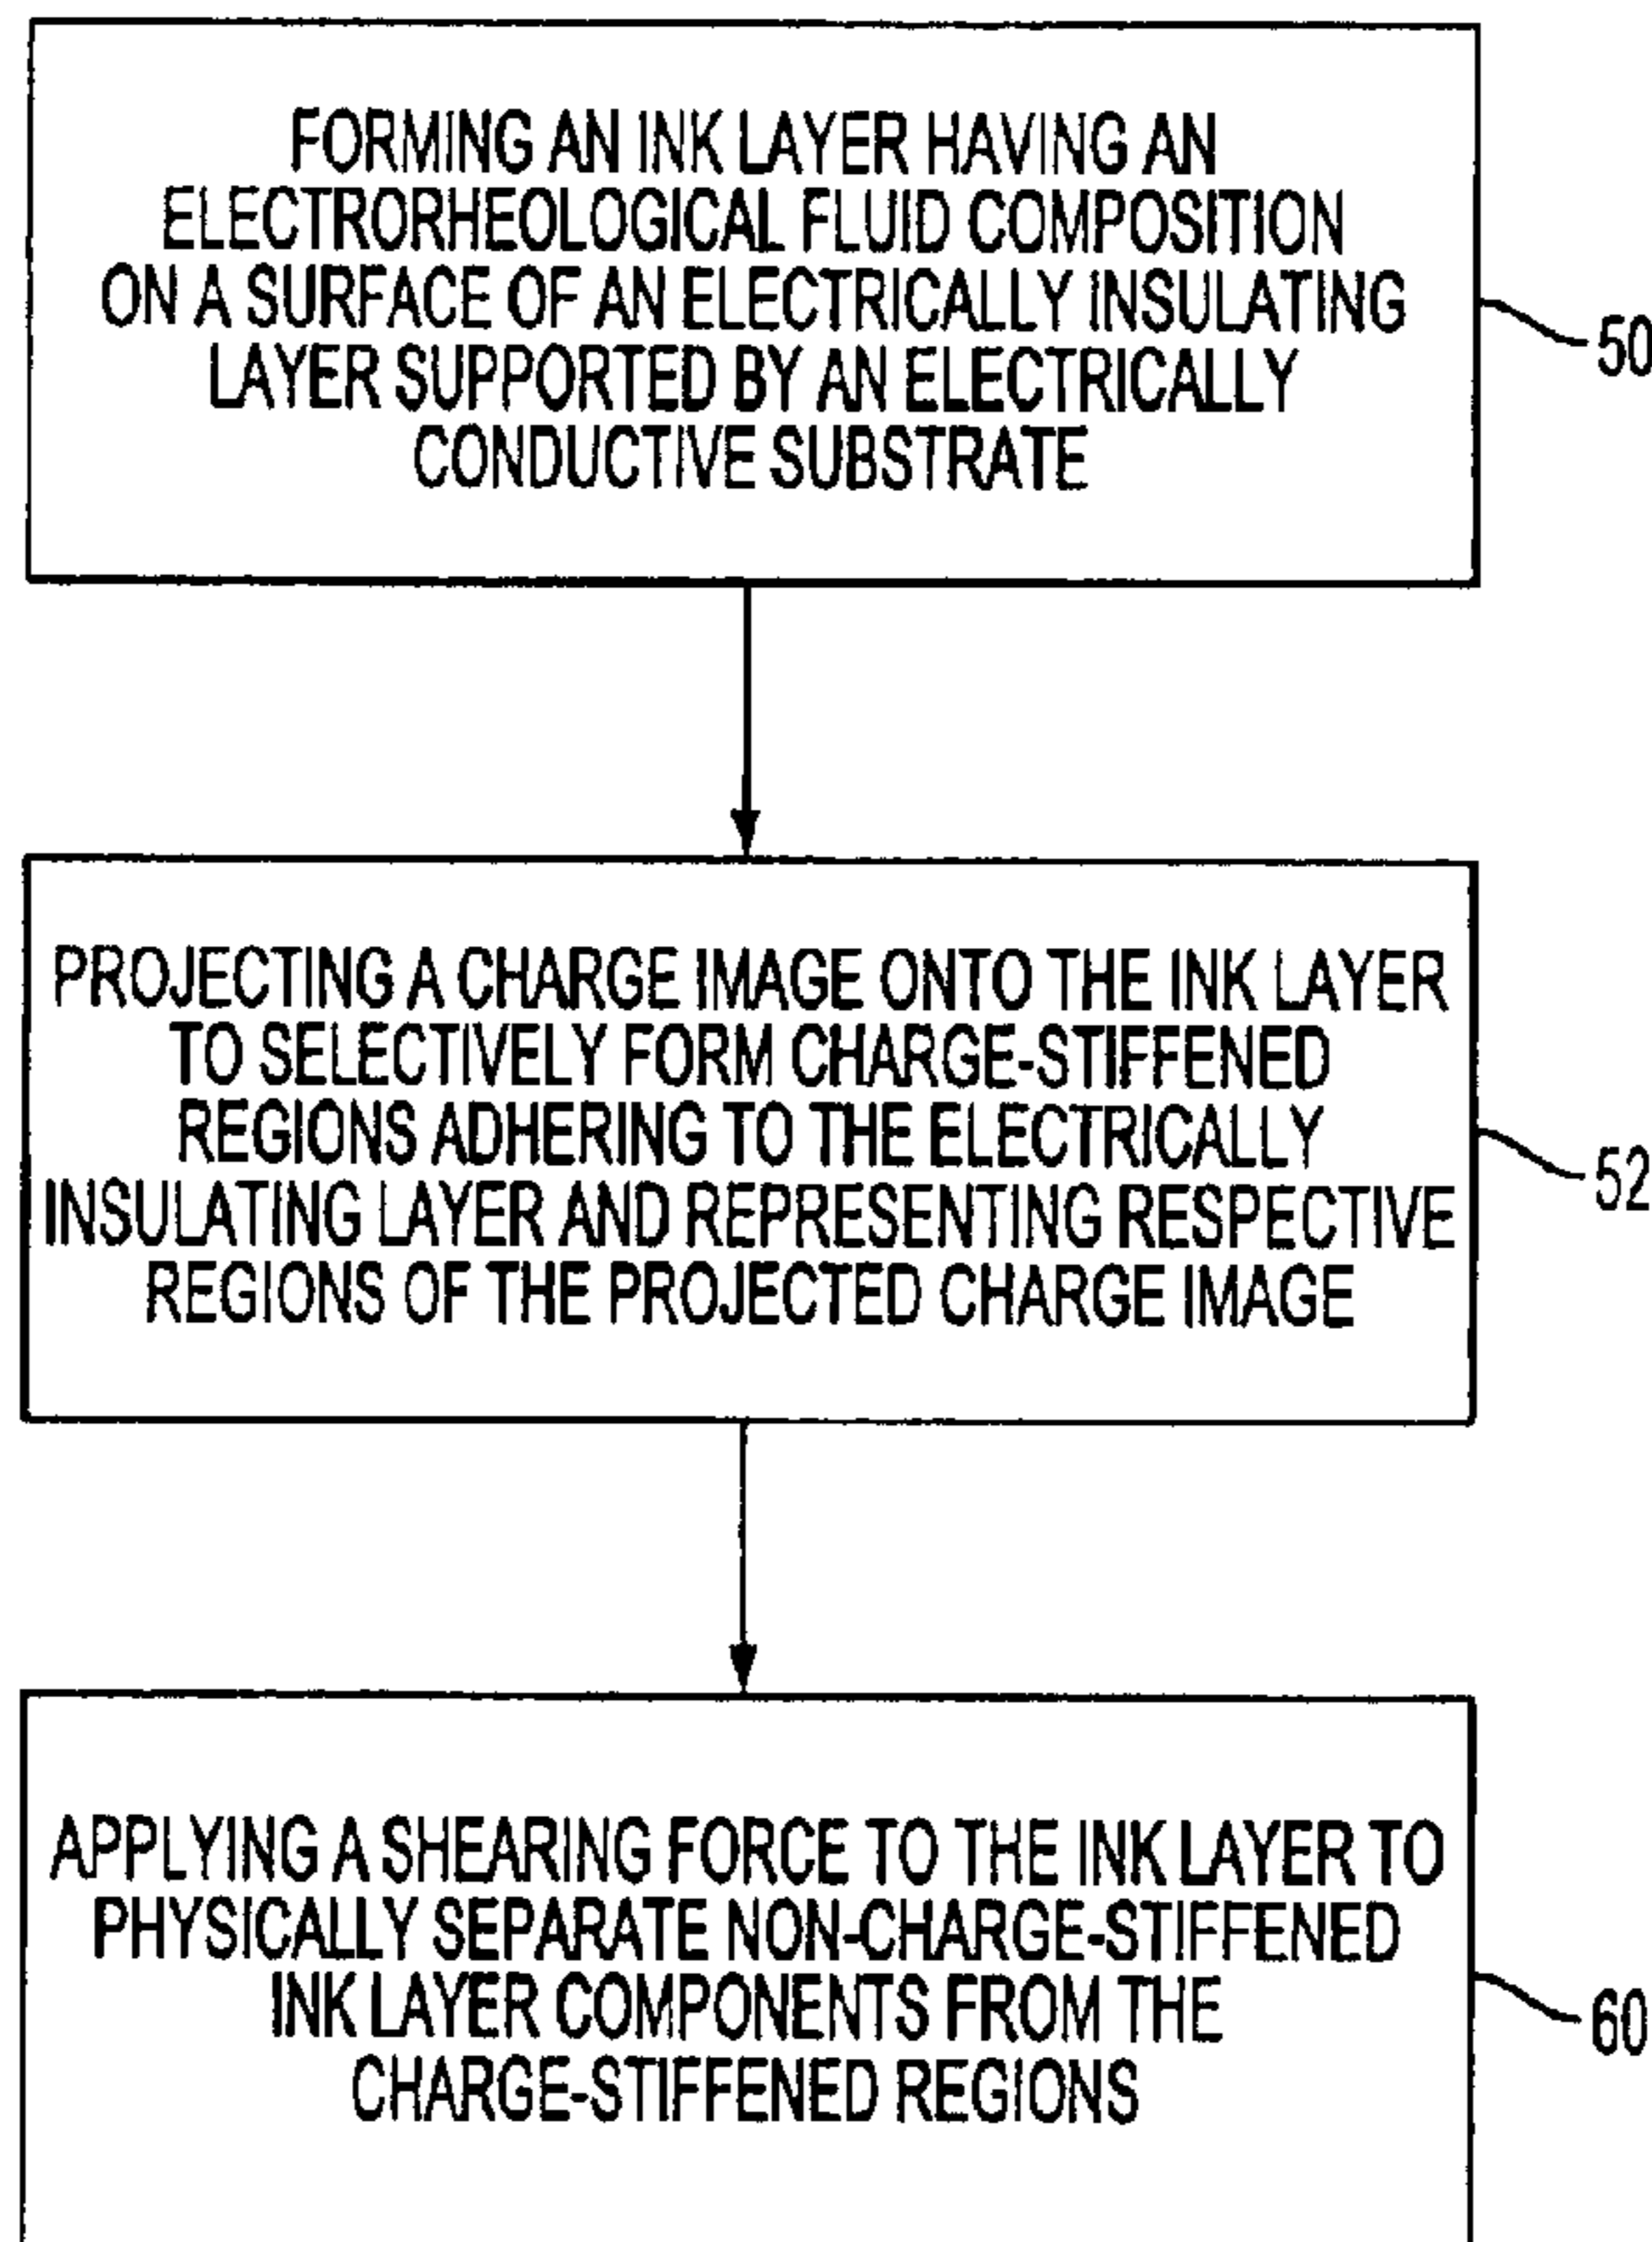 FORMING AN INK LAYER HAVING AN
ELECTRORHEOLOGICAL FLUID COMPOSITION
ON A SURFACE OF AN ELECTRICALLY INSULATING
LAYER SUPPORTED BY AN ELECTRICALLY
CONDUCTIVE SUBSTRATE
50
PROJECTING A CHARGE IMAGE ONTO THE INK LAYER
TO SELECTIVELY FORM CHARGE-STIFFENED
REGIONS ADHERING TO THE ELECTRICALLY
INSULATING LAYER AND REPRESENTING RESPECTIVE
REGIONS OF THE PROJECTED CHARGE IMAGE
52
APPLYING A SHEARING FORCE TO THE INK LAYER TO
PHYSICALLY SEPARATE NON-CHARGE-STIFFENED
INK LAYER COMPONENTS FROM THE
CHARGE-STIFFENED REGIONS
60